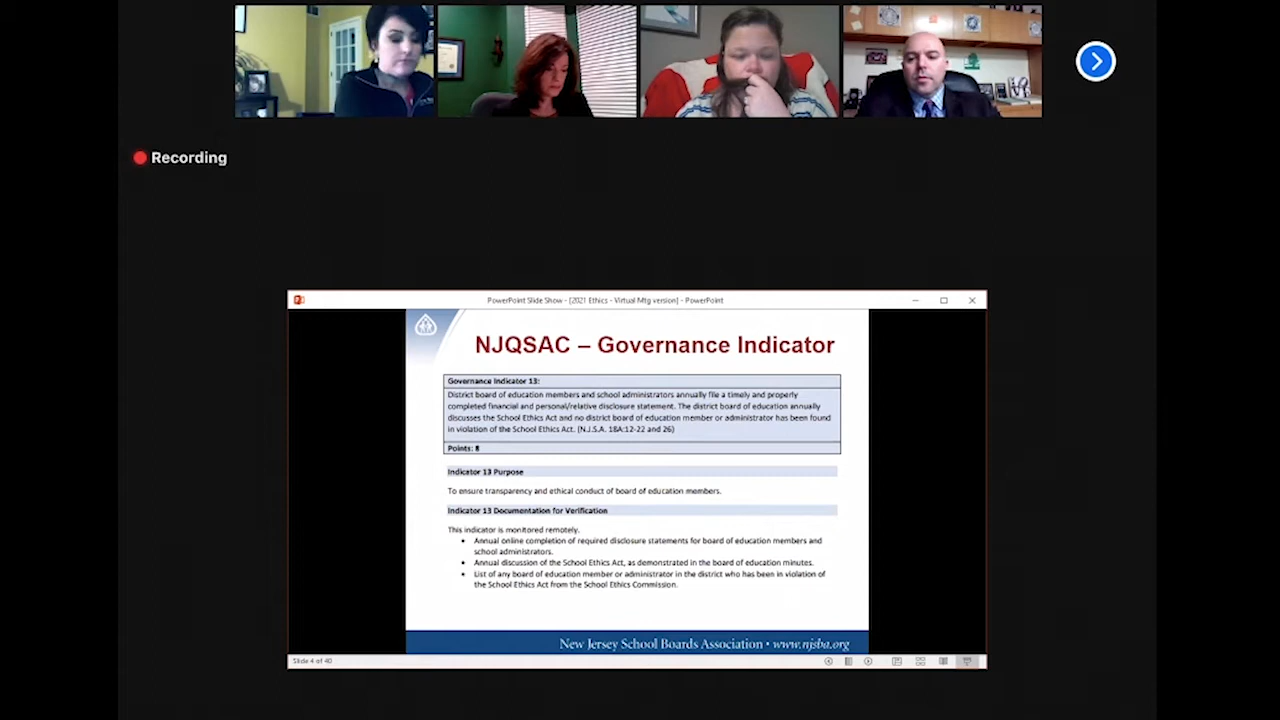 Recording
PowerPoint Slide Show - [2021 Ethics - Virtual Mtg version] - PowerPoint
NJQSAC – Governance Indicator
Governance Indicator 13:
District board of education members and school administrators annually file a timely and properly
completed financial and personal/relative disclosure statement. The district board of education annually
discusses the School Ethics Act and no district board of education member or administrator has been found
in violation of the School Ethics Act. (N.J.S.A. 18A:12-22 and 26)
Points: 8
Indicator 13 Purpose
To ensure transparency and ethical conduct of board of education members.
Indicator 13 Documentation for Verification
This indicator is monitored remotely.
• Annual online completion of required disclosure statements for board of education members and
school administrators.
• Annual discussion of the School Ethics Act, as demonstrated in the board of education minutes.
• List of any board of education member or administrator in the district who has been in violation of
the School Ethics Act from the School Ethics Commission.
New Jersey School Boards Association • www.njsba.org
Slide 4 of 40